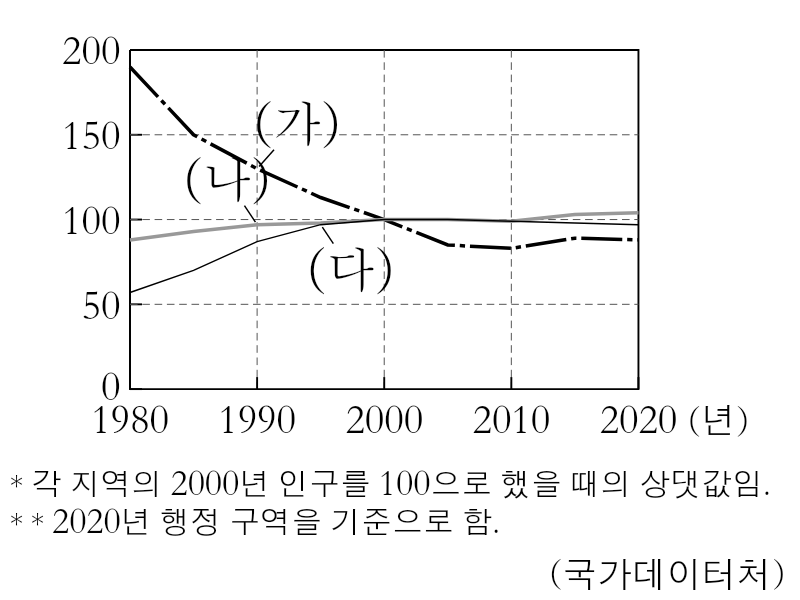 200
(가)
150
(나)
100
(다)
50
0
1980 1990 2000 2010 2020 (년)
* 각 지역의 2000년 인구를 100으로 했을 때의 상댓값임.
* * 2020년 행정 구역을 기준으로 함.
(국가데이터처)